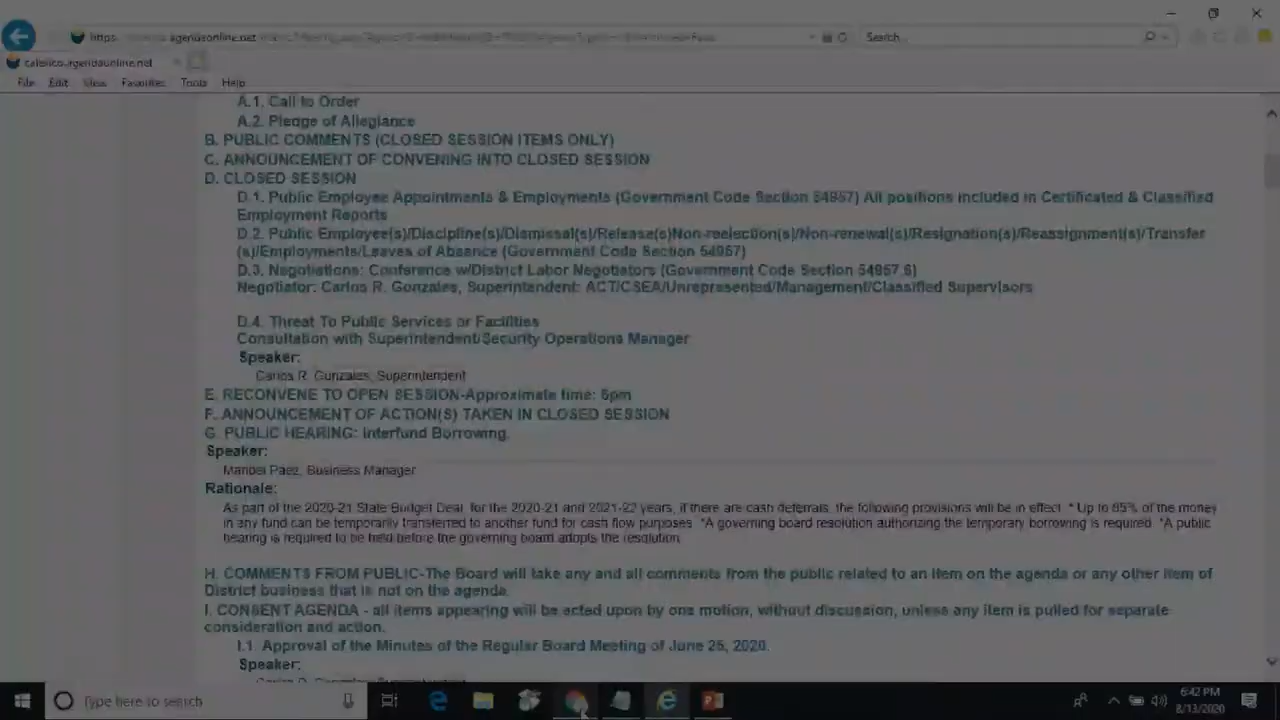 https
agendaonline.net
Search...
calexico.agendaonline.net
File Edit View Favorites Tools Help
A.1. Call to Order
A.2. Pledge of Allegiance
B. PUBLIC COMMENTS (CLOSED SESSION ITEMS ONLY)
C. ANNOUNCEMENT OF CONVENING INTO CLOSED SESSION
D. CLOSED SESSION
D.1. Public Employee Appointments & Employments (Government Code Section 54957) All positions included in Certificated & Classified
Employment Reports
D.2. Public Employee(s)/Discipline(s)/Dismissal(s)/Release(s)Non-reelection(s)/Non-renewal(s)/Resignation(s)/Reassignment(s)/Transfer
(s)/Employments/Leaves of Absence (Government Code Section 54957)
D.3. Negotiations: Conference w/District Labor Negotiators (Government Code Section 54957.6)
Negotiator: Carlos R. Gonzales, Superintendent: ACT/CSEA/Unrepresented/Management/Classified Supervisors
D.4. Threat To Public Services or Facilities
Consultation with Superintendent/Security Operations Manager
Speaker:
Carlos R. Gonzales, Superintendent
E. RECONVENE TO OPEN SESSION-Approximate time: 6pm
F. ANNOUNCEMENT OF ACTION(S) TAKEN IN CLOSED SESSION
G. PUBLIC HEARING: Interfund Borrowing.
Speaker:
Manoel Paez, Business Manager
Rationale:
As part of the 2020-21 State Budget Deal, for the 2020-21 and 2021-22 years, if there are cash deferrals, the following provisions will be in effect. * Up to 85% of the money
in any fund can be temporarily transferred to another fund for cash flow purposes. *A governing board resolution authorizing the temporary borrowing is required. *A public
hearing is required to be held before the governing board adopts the resolution.
H. COMMENTS FROM PUBLIC-The Board will take any and all comments from the public related to an item on the agenda or any other item of
District business that is not on the agenda.
I. CONSENT AGENDA - all items appearing will be acted upon by one motion, without discussion, unless any item is pulled for separate
consideration and action.
I.1. Approval of the Minutes of the Regular Board Meeting of June 25, 2020.
Speaker:
Type here to search
6:42 PM
8/13/2020